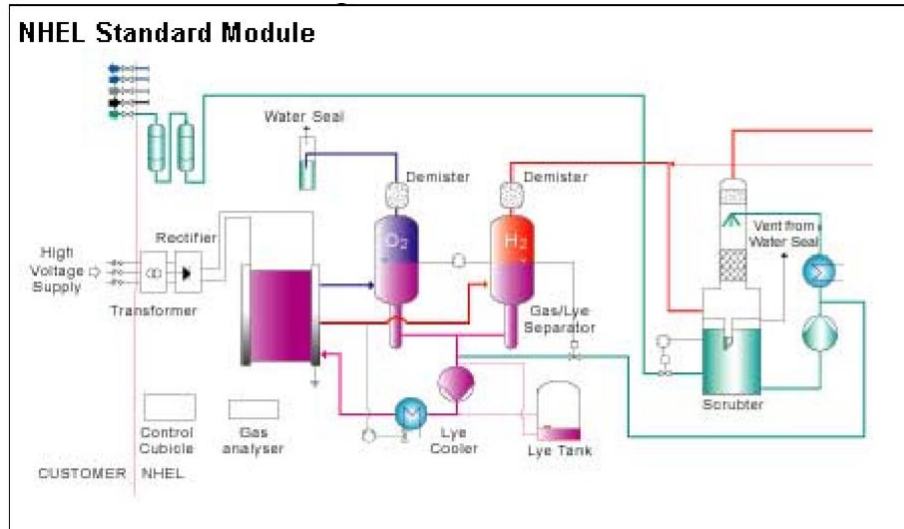 NHEL Standard Module
Water Seal
Demister
Demister
O2
H2
Rectifier
High
Voltage
Supply
Transformer
Vent from
Water Seal
Gas/Lye
Separator
Scrubter
Control
Cubicle
Gas
analyser
Lye
Cooler
Lye Tank
CUSTOMER
NHEL